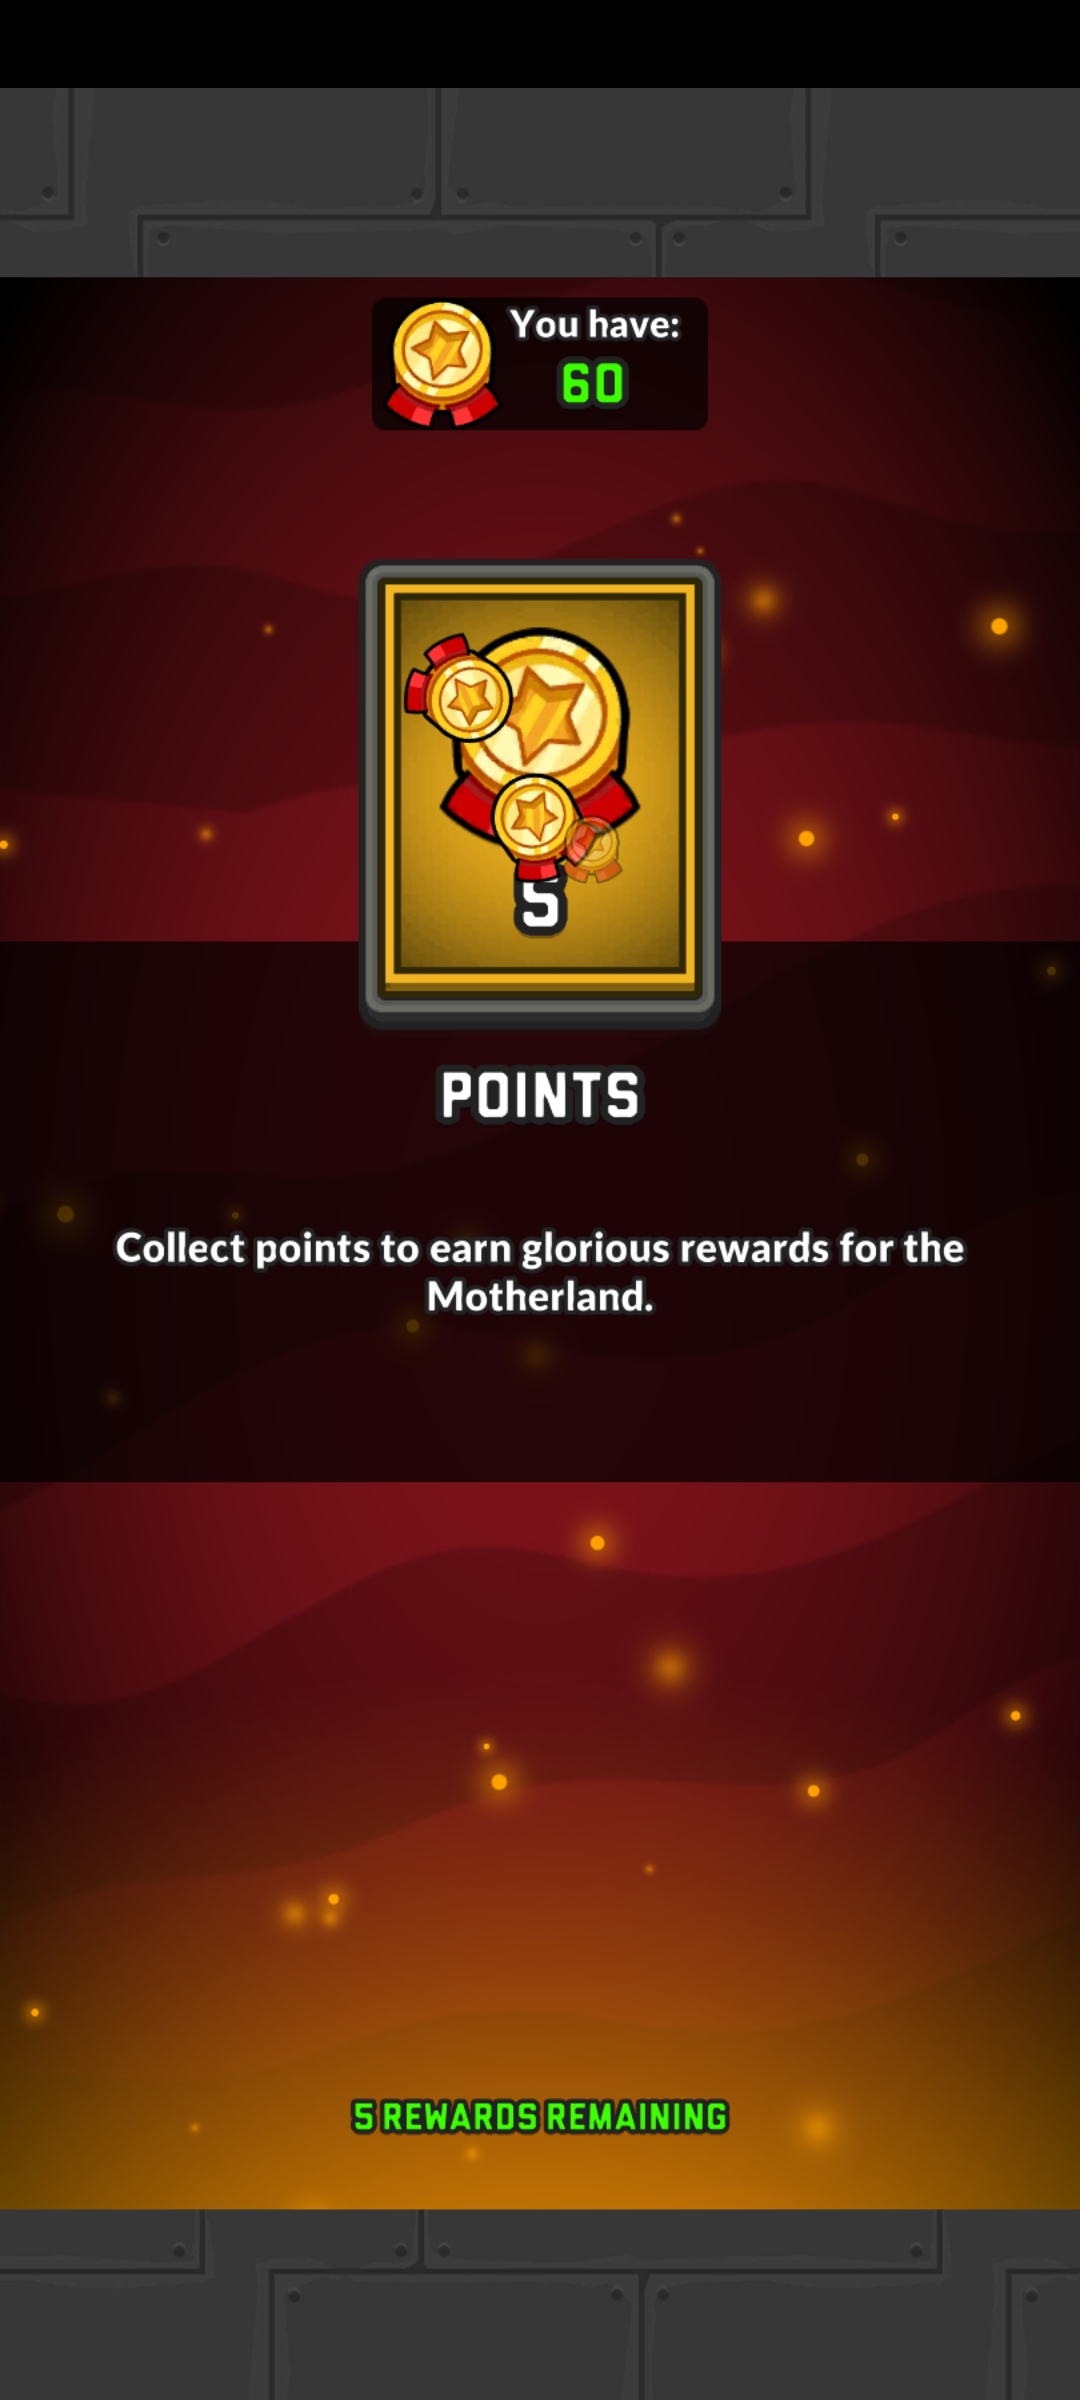 You have:
60
5
POINTS
Collect points to earn glorious rewards for the
Motherland.
5 REWARDS REMAINING